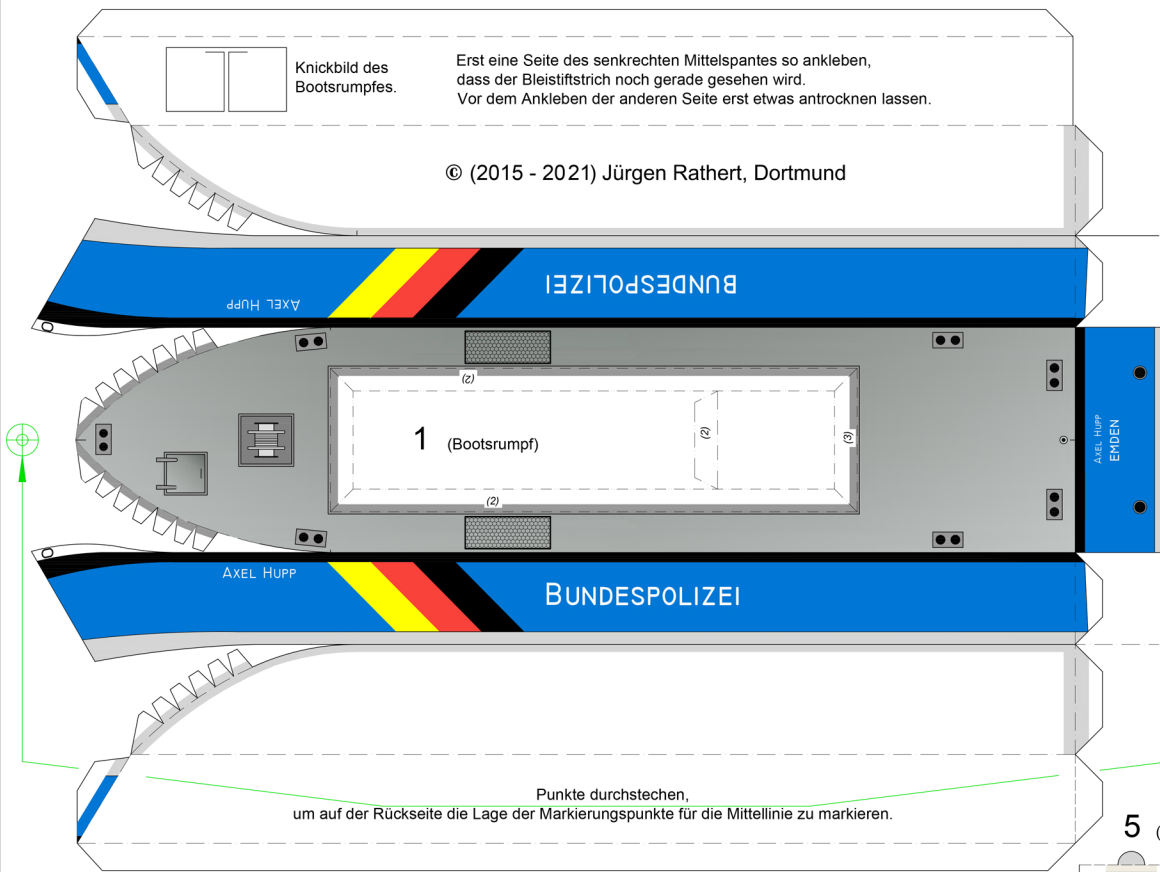 Knickbild des
Bootsrumpfes.
Erst eine Seite des senkrechten Mittelspantes so ankleben,
dass der Bleistiftstrich noch gerade gesehen wird.
Vor dem Ankleben der anderen Seite erst etwas antrocknen lassen.
© (2015 - 2021) Jürgen Rathert, Dortmund
BUNDESPOLIZEI
AXEL HUPP
(2)
1 (Bootsrumpf)
(2)
(3)
(2)
AXEL HUPP
EMDEN
AXEL HUPP
BUNDESPOLIZEI
Punkte durchstechen,
um auf der Rückseite die Lage der Markierungspunkte für die Mittellinie zu markieren.
5 (